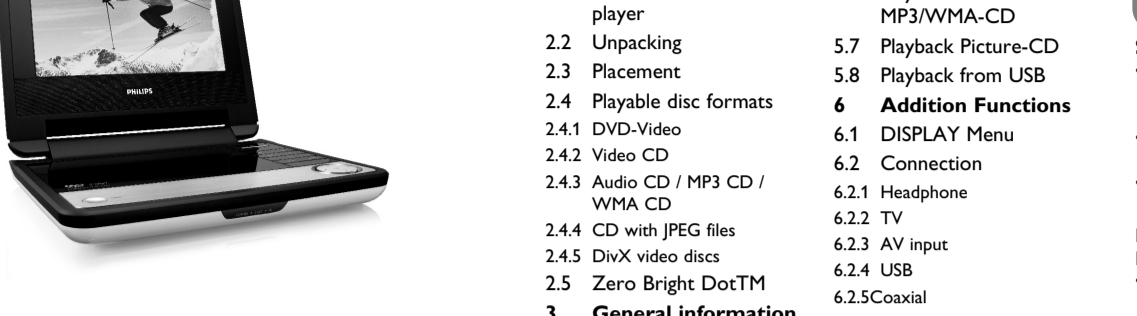 PHILIPS
player
2.2 Unpacking
2.3 Placement
2.4 Playable disc formats
2.4.1 DVD-Video
2.4.2 Video CD
2.4.3 Audio CD / MP3 CD /
WMA CD
2.4.4 CD with JPEG files
2.4.5 DivX video discs
2.5 Zero Bright DotTM
3 General information
MP3/WMA-CD
5.7 Playback Picture-CD
5.8 Playback from USB
6 Addition Functions
6.1 DISPLAY Menu
6.2 Connection
6.2.1 Headphone
6.2.2 TV
6.2.3 AV input
6.2.4 USB
6.2.5Coaxial